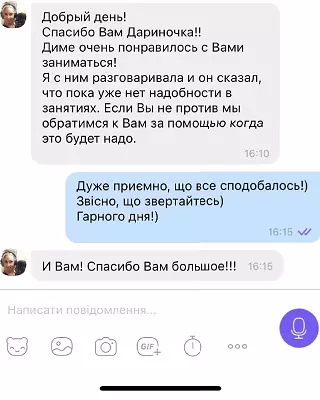 Добрый день!
Спасибо Вам Дариночка!!
Диме очень понравилось с Вами
заниматься!
Я с ним разговаривала и он сказал,
что пока уже нет надобности в
занятиях. Если Вы не против мы
обратимся к Вам за помощью когда
это будет надо.
16:10
Дуже приємно, що все сподобалось!)
Звісно, що звертайтесь)
Гарного дня!)
16:15
И Вам! Спасибо Вам большое!!!
16:15
Написати повідомлення...
GIF+